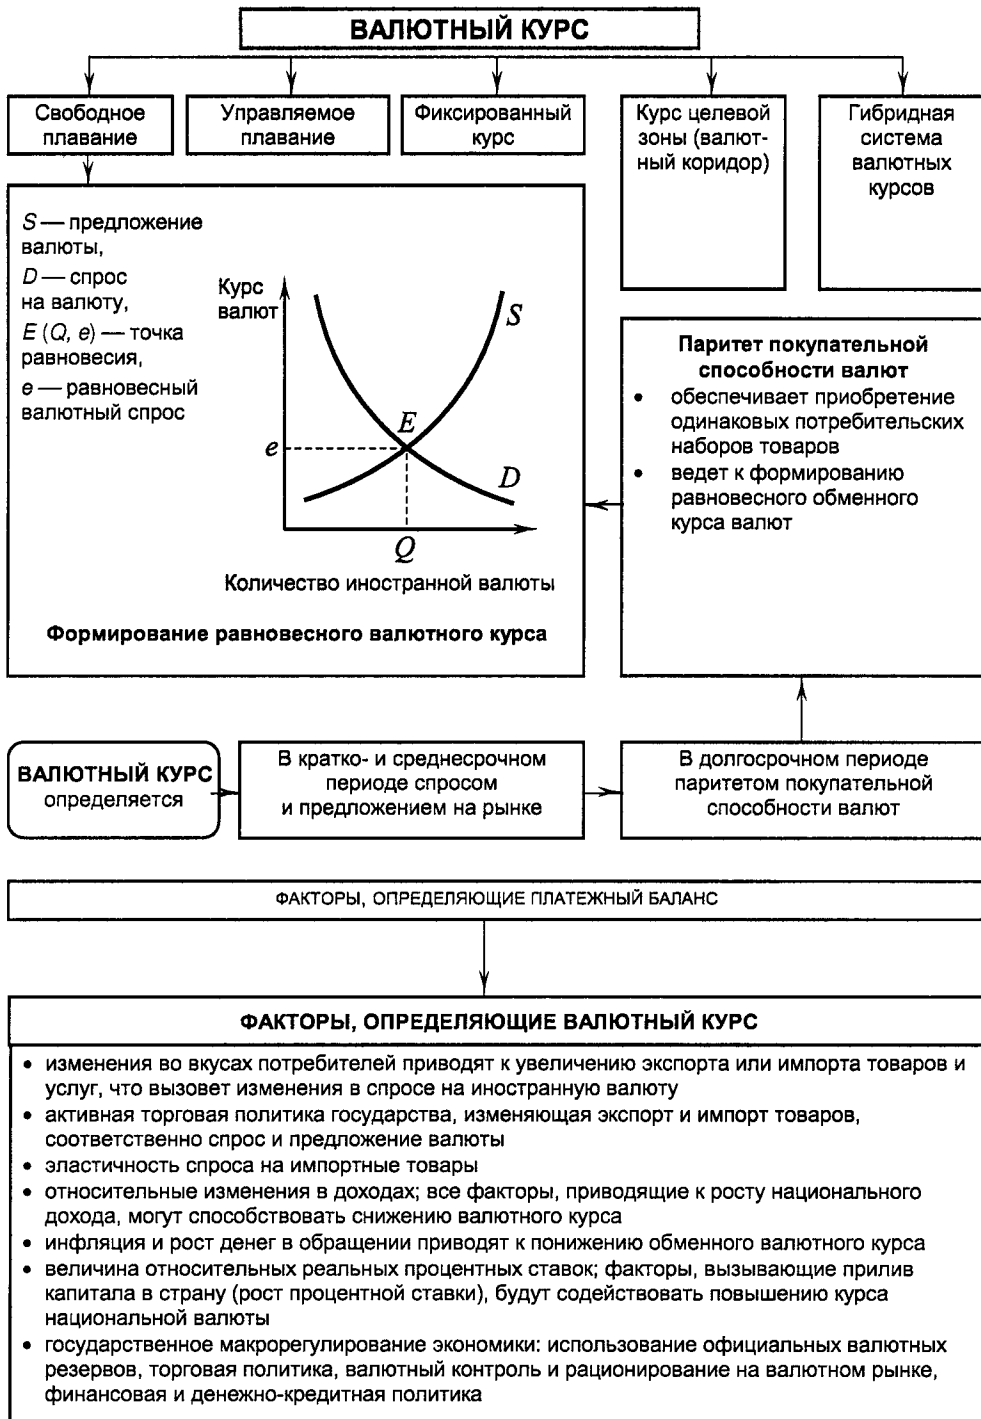 ВАЛЮТНЫЙ КУРС
Свободное
плавание
Управляемое
плавание
Фиксированный
курс
Курс целевой
зоны (валют-
ный коридор)
Гибридная
система
валютных
курсов
S — предложение
валюты,
D — спрос
на валюту,
E (Q, e) — точка
равновесия,
e — равновесный
валютный спрос
Курс
валют
S
E
e
D
Q
Количество иностранной валюты
Формирование равновесного валютного курса
Паритет покупательной
способности валют
• обеспечивает приобретение
одинаковых потребительских
наборов товаров
• ведет к формированию
равновесного обменного
курса валют
ВАЛЮТНЫЙ КУРС
определяется
В кратко- и среднесрочном
периоде спросом
и предложением на рынке
В долгосрочном периоде
паритетом покупательной
способности валют
ФАКТОРЫ, ОПРЕДЕЛЯЮЩИЕ ПЛАТЕЖНЫЙ БАЛАНС
ФАКТОРЫ, ОПРЕДЕЛЯЮЩИЕ ВАЛЮТНЫЙ КУРС
• изменения во вкусах потребителей приводят к увеличению экспорта или импорта товаров и
услуг, что вызовет изменения в спросе на иностранную валюту
• активная торговая политика государства, изменяющая экспорт и импорт товаров,
соответственно спрос и предложение валюты
• эластичность спроса на импортные товары
• относительные изменения в доходах; все факторы, приводящие к росту национального
дохода, могут способствовать снижению валютного курса
• инфляция и рост денег в обращении приводят к понижению обменного валютного курса
• величина относительных реальных процентных ставок; факторы, вызывающие прилив
капитала в страну (рост процентной ставки), будут содействовать повышению курса
национальной валюты
• государственное макрорегулирование экономики: использование официальных валютных
резервов, торговая политика, валютный контроль и рационирование на валютном рынке,
финансовая и денежно-кредитная политика